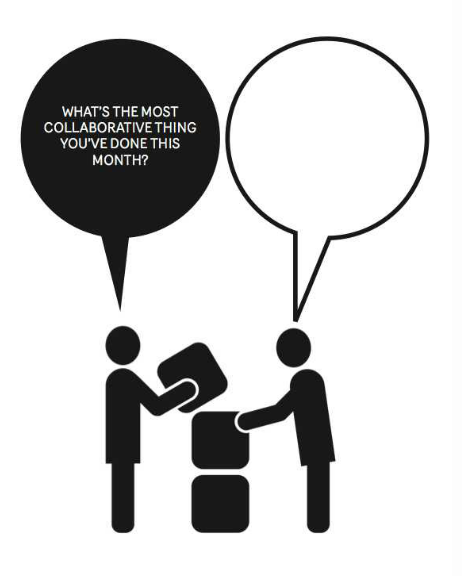 WHAT'S THE MOST
COLLABORATIVE THING
YOU'VE DONE THIS
MONTH?